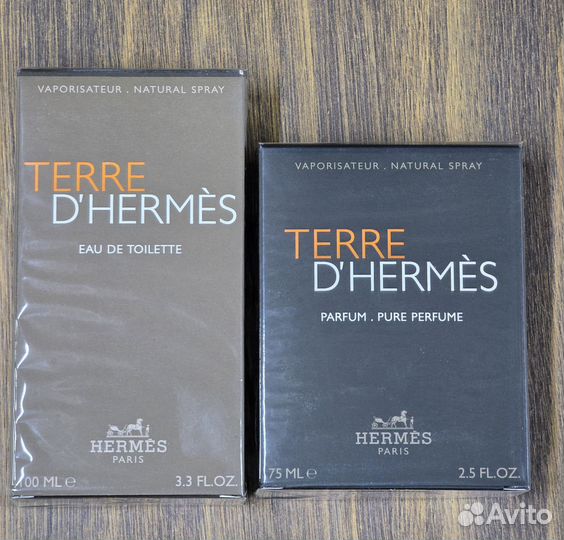 VAPORISATEUR . NATURAL SPRAY
TERRE
D'HERMÈS
EAU DE TOILETTE
HERMÈS
PARIS
100 ML e
3.3 FL.OZ.
VAPORISATEUR . NATURAL SPRAY
TERRE
D'HERMÈS
PARFUM . PURE PERFUME
HERMÈS
PARIS
75 ML e
2.5 FL.OZ.
Avito